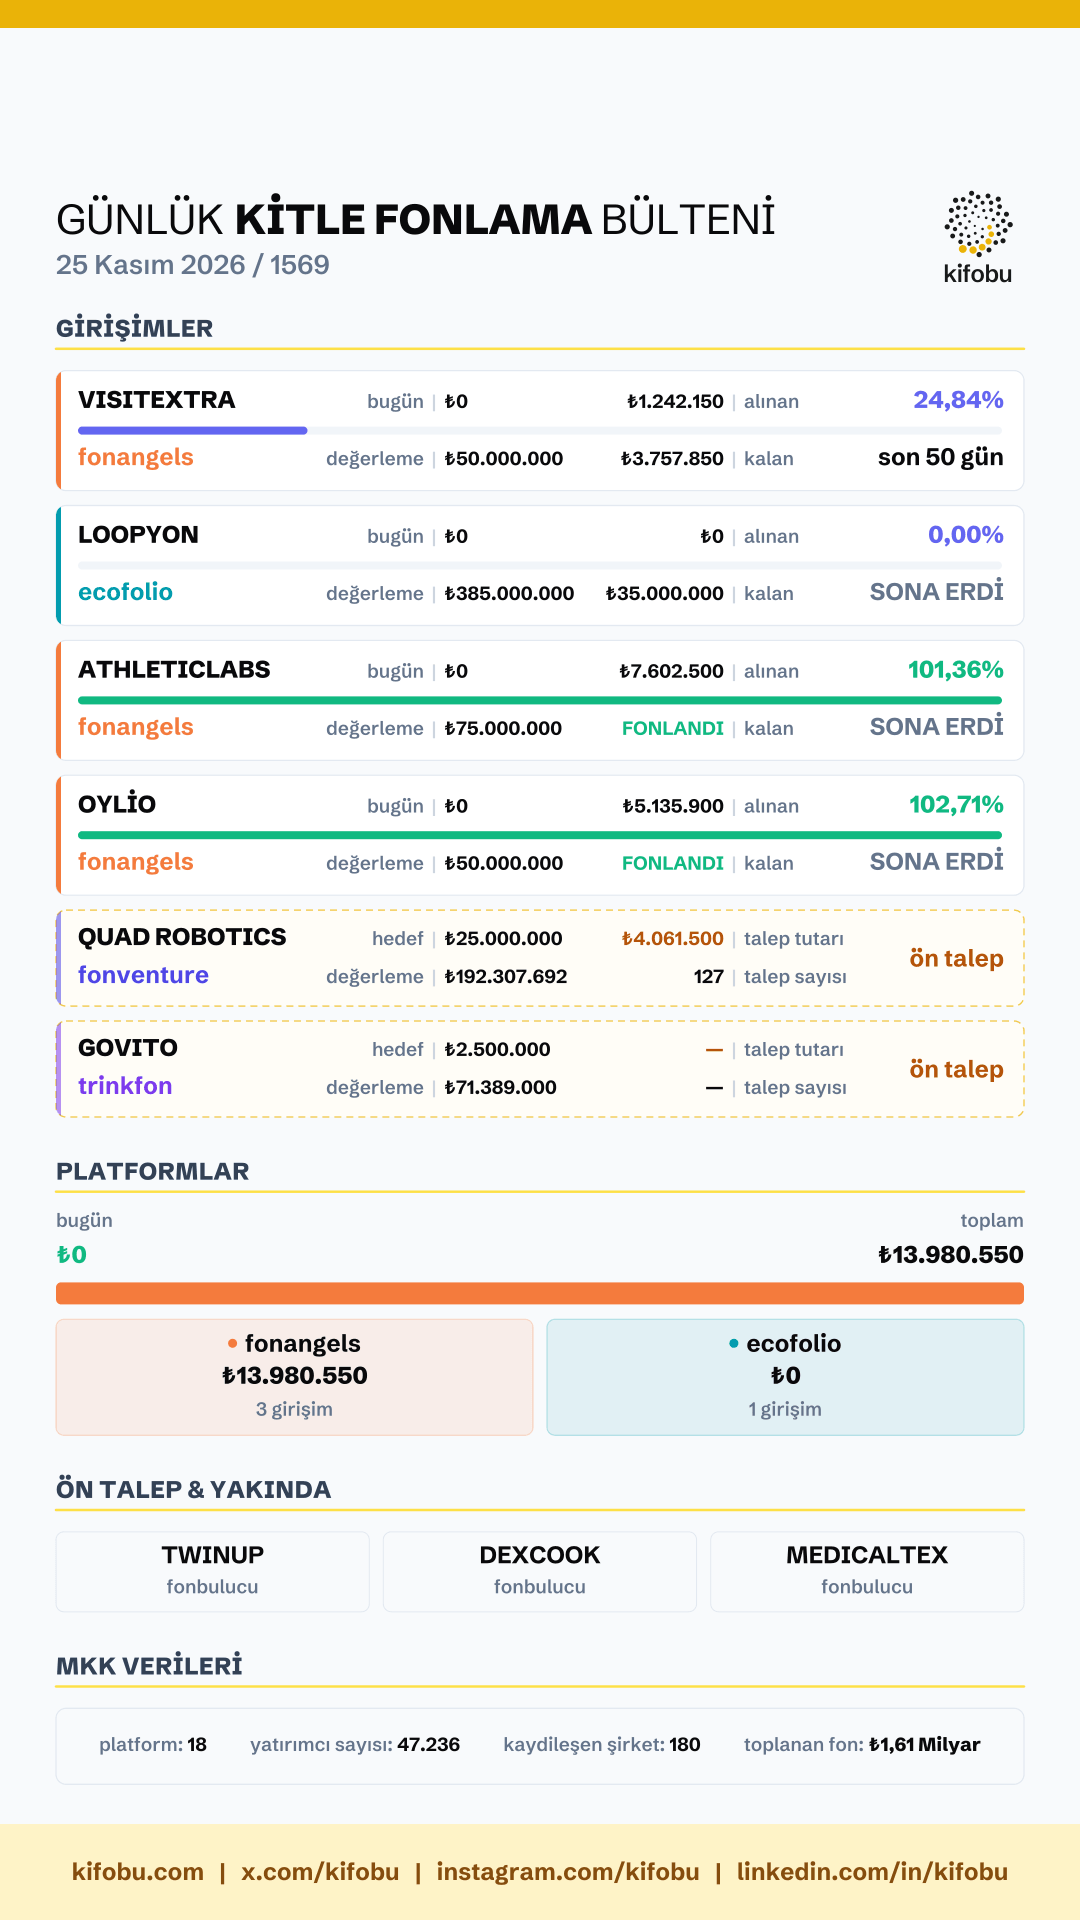 GÜNLÜK KİTLE FONLAMA BÜLTENİ
25 Kasım 2026 / 1569
kifobu
GİRİŞİMLER
VISITEXTRA bugün | ₺0 ₺1.242.150 | alınan 24,84%
fonangels değerleme | ₺50.000.000 ₺3.757.850 | kalan son 50 gün
LOOPYON bugün | ₺0 ₺0 | alınan 0,00%
ecofolio değerleme | ₺385.000.000 ₺35.000.000 | kalan SONA ERDİ
ATHLETICLABS bugün | ₺0 ₺7.602.500 | alınan 101,36%
fonangels değerleme | ₺75.000.000 FONLANDI | kalan SONA ERDİ
OYLİO bugün | ₺0 ₺5.135.900 | alınan 102,71%
fonangels değerleme | ₺50.000.000 FONLANDI | kalan SONA ERDİ
QUAD ROBOTICS hedef | ₺25.000.000 ₺4.061.500 | talep tutarı ön talep
fonventure değerleme | ₺192.307.692 127 | talep sayısı
GOVITO hedef | ₺2.500.000 — | talep tutarı ön talep
trinkfon değerleme | ₺71.389.000 — | talep sayısı
PLATFORMLAR
bugün toplam
₺0 ₺13.980.550
• fonangels • ecofolio
₺13.980.550 ₺0
3 girişim 1 girişim
ÖN TALEP & YAKINDA
TWINUP DEXCOOK MEDICALTEX
fonbulucu fonbulucu fonbulucu
MKK VERİLERİ
platform: 18 yatırımcı sayısı: 47.236 kaydileşen şirket: 180 toplanan fon: ₺1,61 Milyar
kifobu.com | x.com/kifobu | instagram.com/kifobu | linkedin.com/in/kifobu